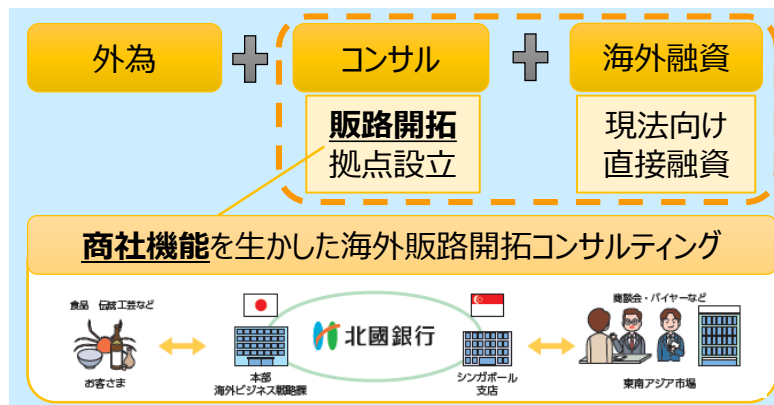 外為
コンサル
海外融資
販路開拓
拠点設立
現法向け
直接融資
商社機能を生かした海外販路開拓コンサルティング
食品 伝統工芸など
商談会・バイヤーなど
北國銀行
お客さま
本部
海外ビジネス戦略課
シンガポール
支店
東南アジア市場